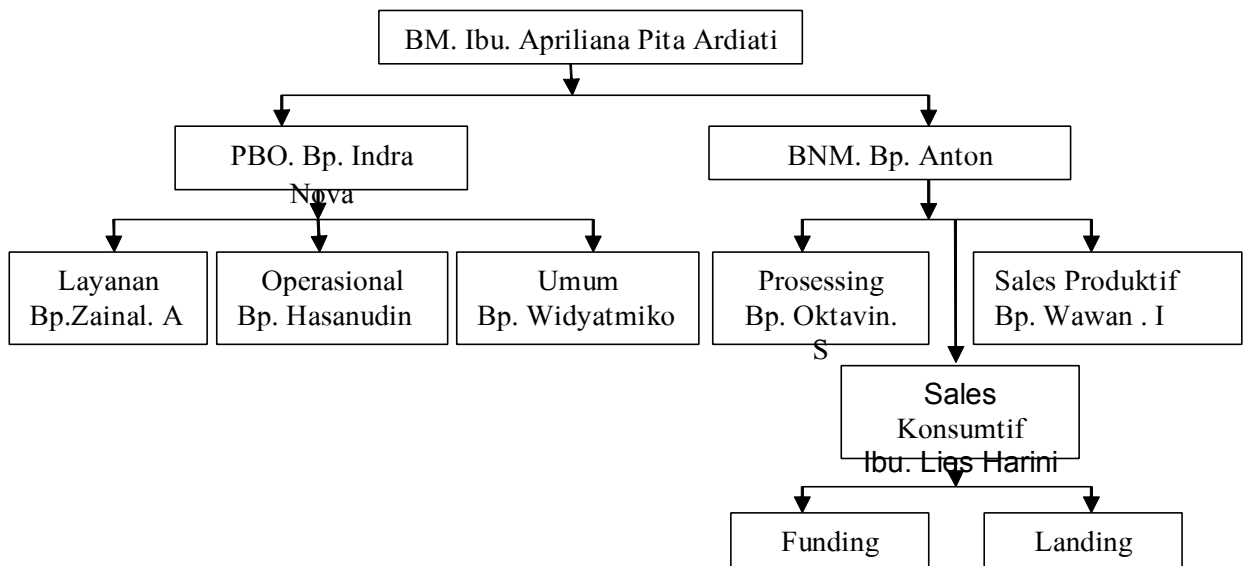 BM. Ibu. Apriliana Pita Ardiati
PBO. Bp. Indra
Nova
BNM. Bp. Anton
Layanan
Bp.Zainal. A
Operasional
Bp. Hasanudin
Umum
Bp. Widyatmiko
Prosessing
Bp. Oktavin.
S
Sales Produktif
Bp. Wawan . I
Sales
Konsumtif
Ibu. Lies Harini
Funding
Landing